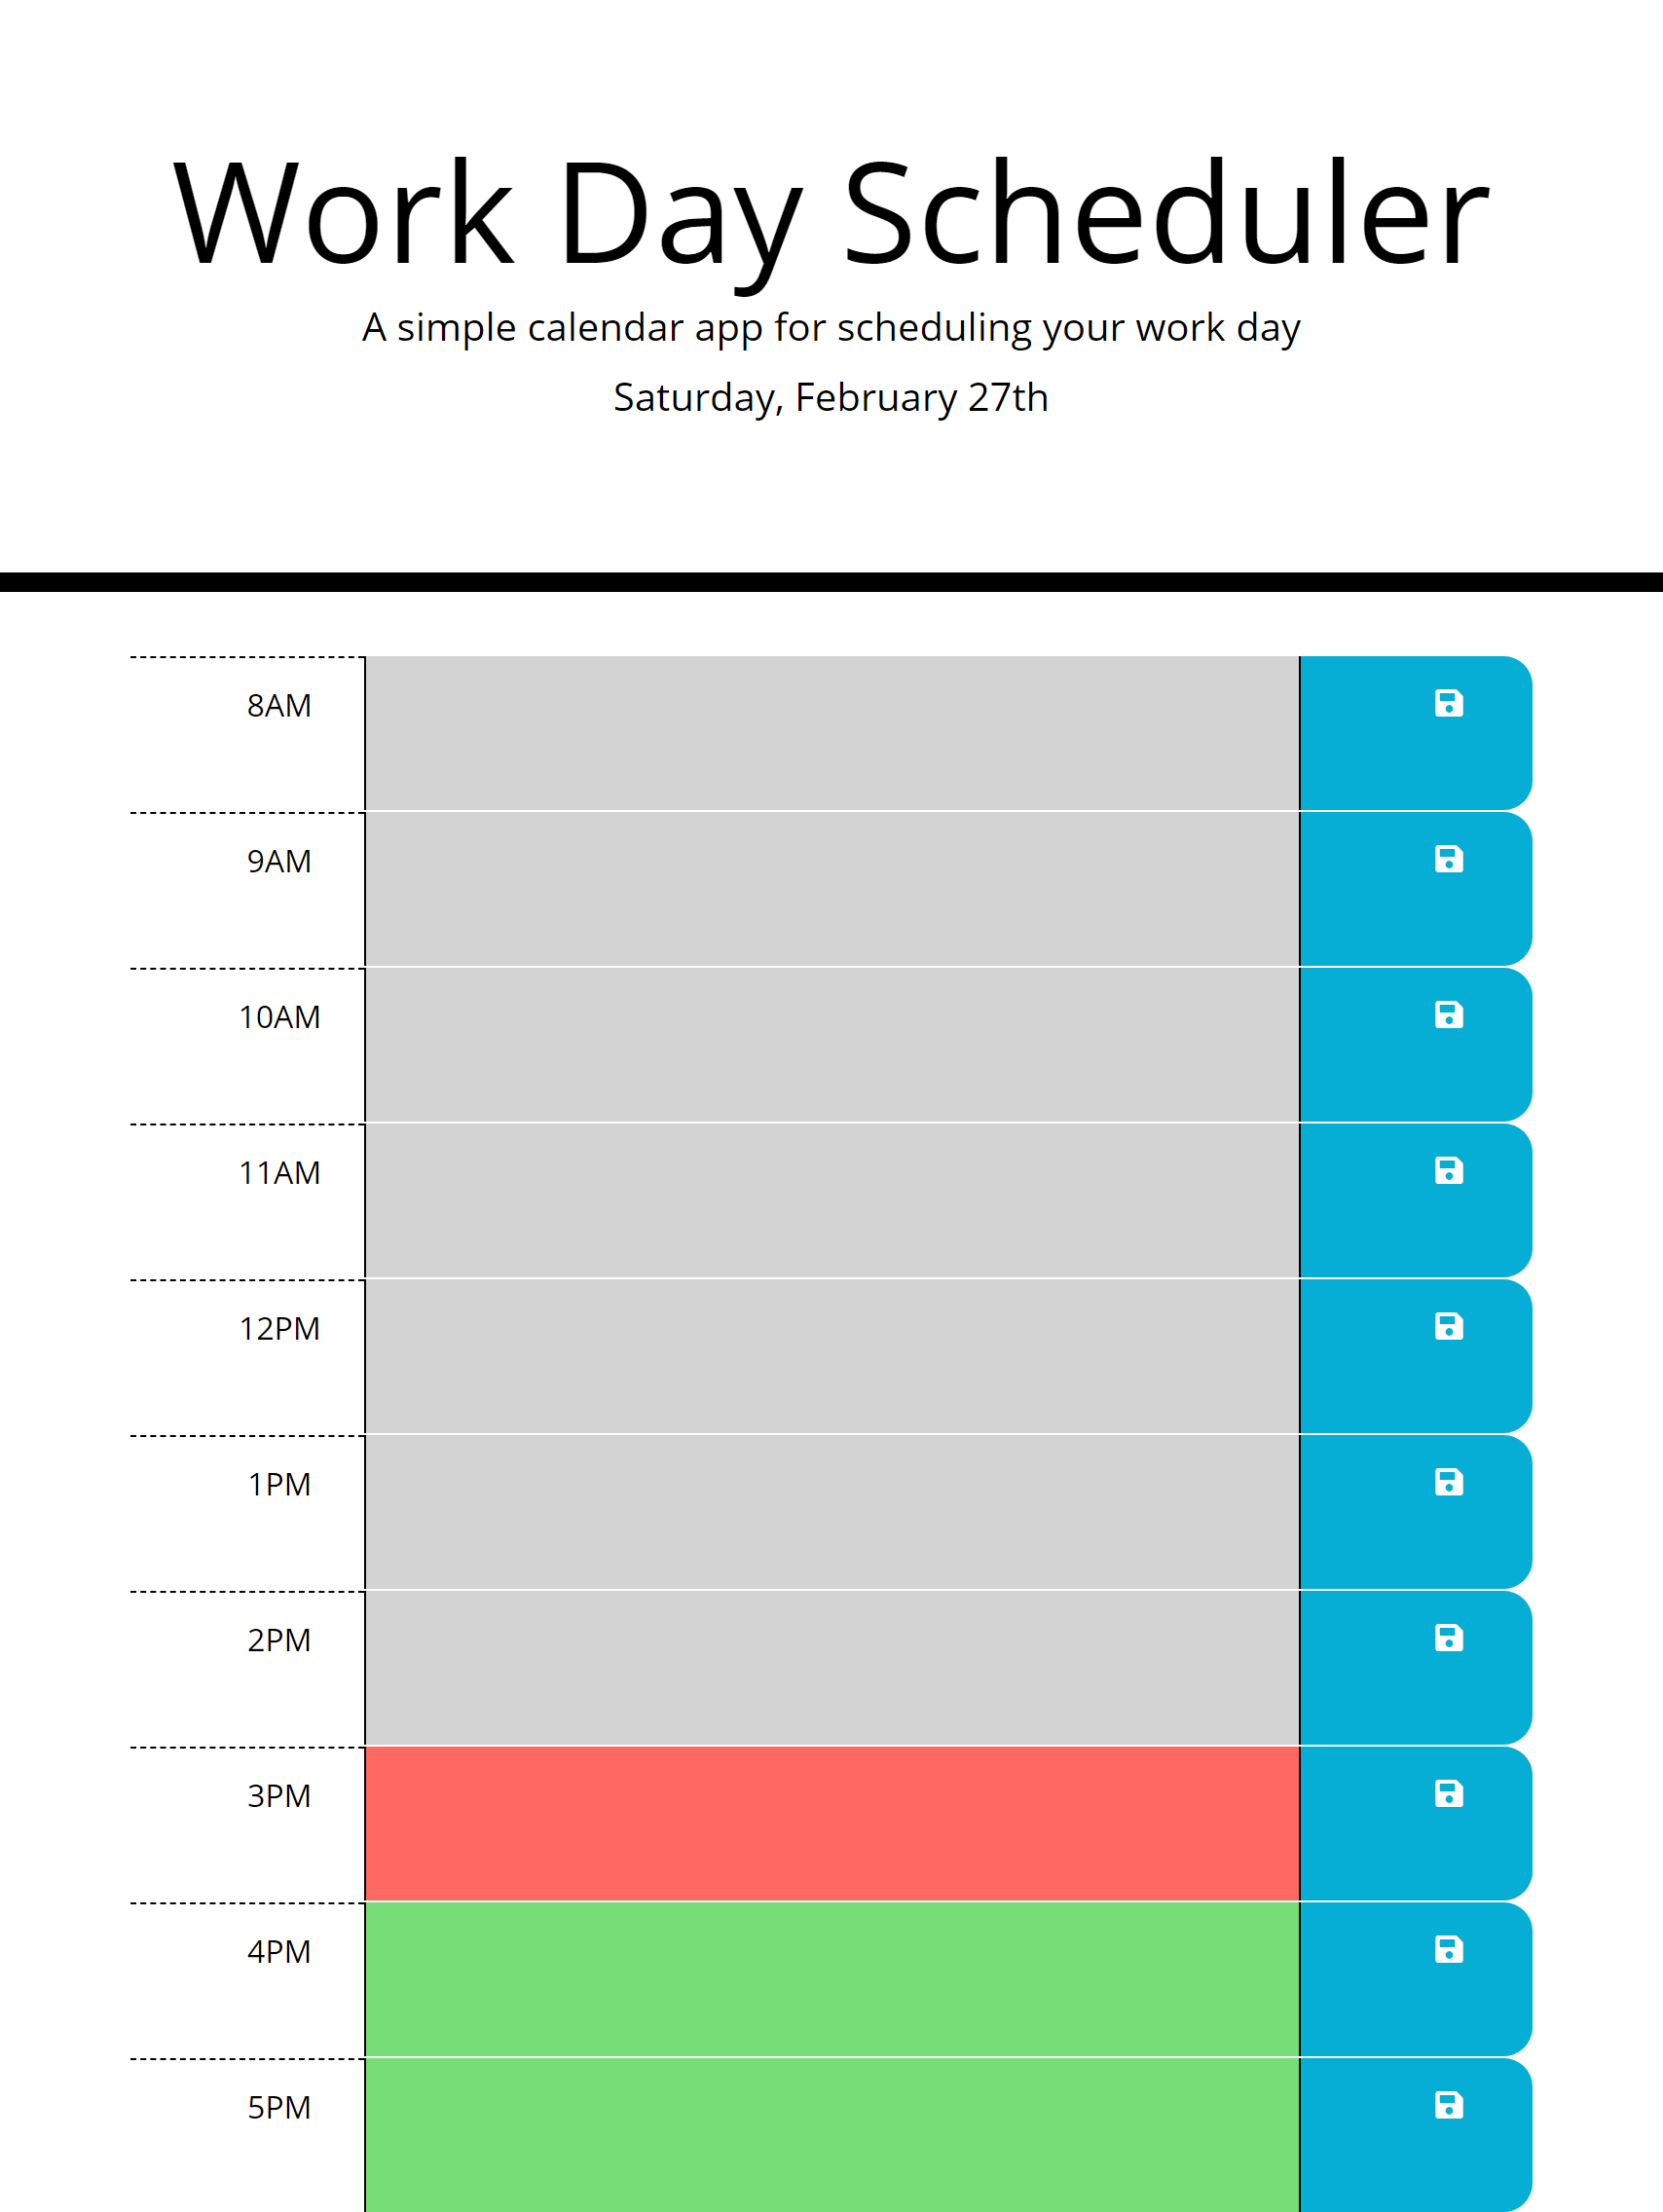 Work Day Scheduler
A simple calendar app for scheduling your work day
Saturday, February 27th
8AM
9AM
10AM
11AM
12PM
1PM
2PM
3PM
4PM
5PM